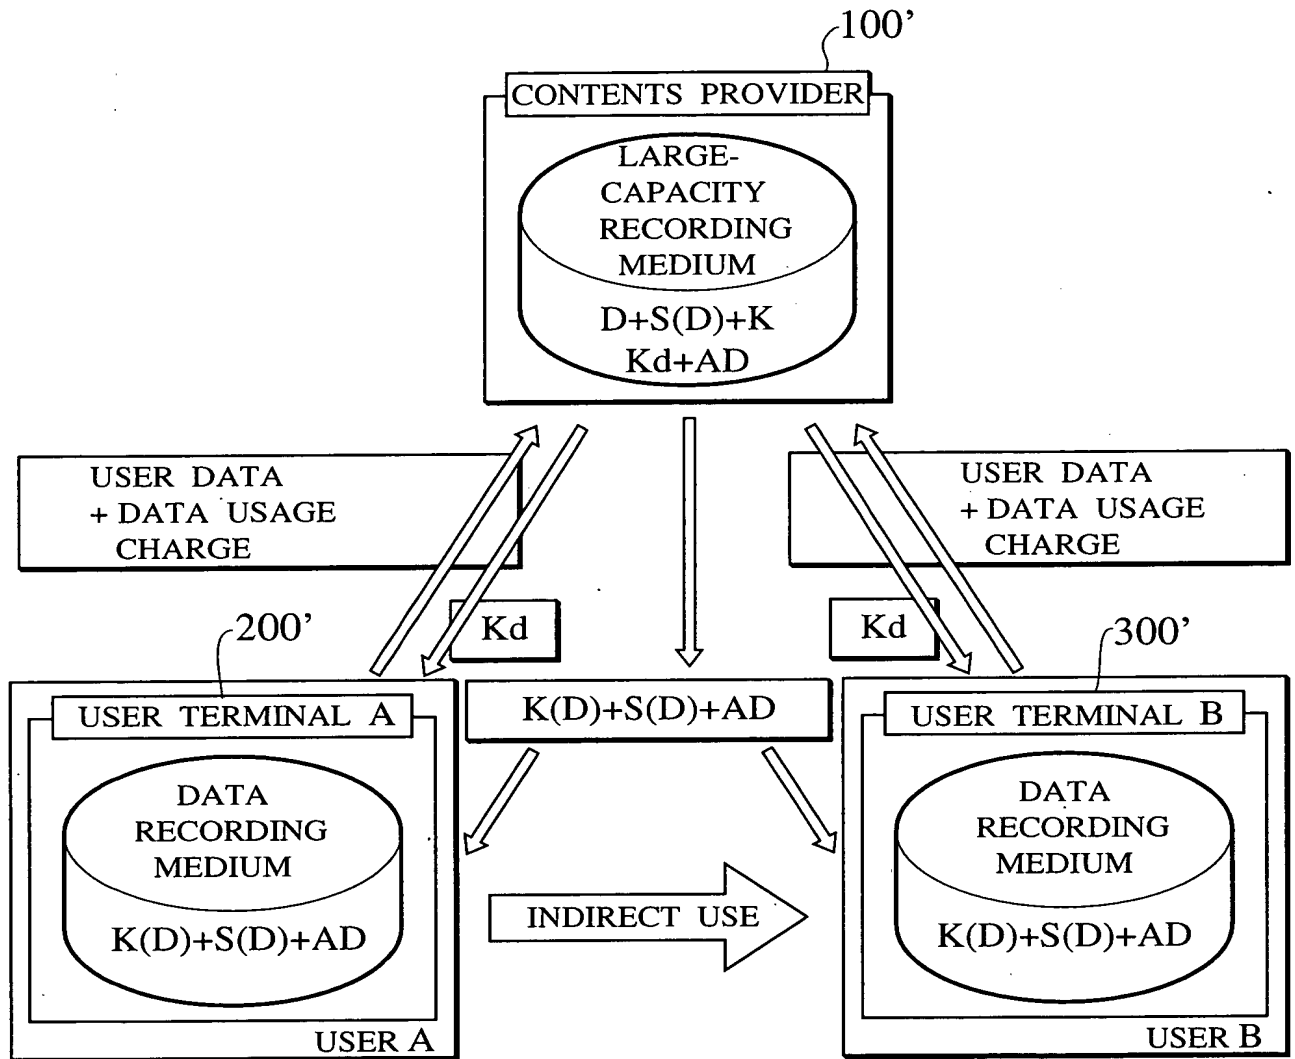 100’
CONTENTS PROVIDER
LARGE-
CAPACITY
RECORDING
MEDIUM
D+S(D)+K
Kd+AD
USER DATA
+ DATA USAGE
CHARGE
USER DATA
+ DATA USAGE
CHARGE
Kd
Kd
200’
300’
USER TERMINAL A
K(D)+S(D)+AD
USER TERMINAL B
DATA
RECORDING
MEDIUM
K(D)+S(D)+AD
INDIRECT USE
DATA
RECORDING
MEDIUM
K(D)+S(D)+AD
USER A
USER B